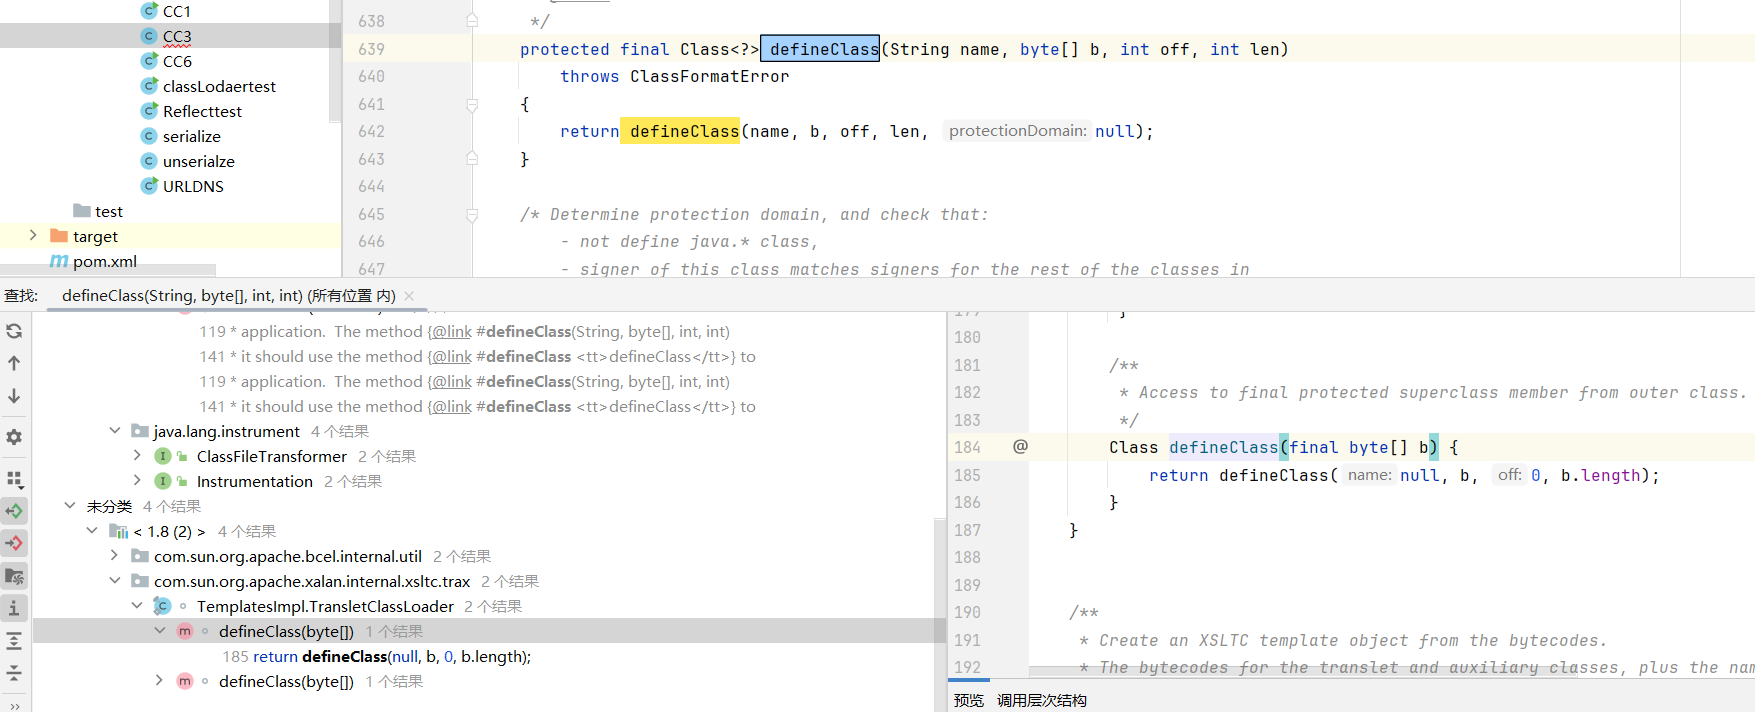 CC1
CC3
CC6
classLodaertest
Reflecttest
serialize
unserialze
URLDNS
test
target
pom.xml
638 */
639 protected final Class<?> defineClass(String name, byte[] b, int off, int len)
640 throws ClassFormatError
641 {
642 return defineClass(name, b, off, len, protectionDomain: null);
643 }
644
645 /* Determine protection domain, and check that:
646 - not define java.* class,
647 - signer of this class matches signers for the rest of the classes in
查找: defineClass(String, byte[], int, int) (所有位置 内)
119 * application. The method {@link #defineClass(String, byte[], int, int)
141 * it should use the method {@link #defineClass <tt>defineClass</tt>} to
119 * application. The method {@link #defineClass(String, byte[], int, int)
141 * it should use the method {@link #defineClass <tt>defineClass</tt>} to
java.lang.instrument 4 个结果
ClassFileTransformer 2 个结果
Instrumentation 2 个结果
未分类 4 个结果
< 1.8 (2) > 4 个结果
com.sun.org.apache.bcel.internal.util 2 个结果
com.sun.org.apache.xalan.internal.xsltc.trax 2 个结果
TemplatesImpl.TransletClassLoader 2 个结果
defineClass(byte[]) 1 个结果
185 return defineClass(null, b, 0, b.length);
defineClass(byte[]) 1 个结果
180
181 /**
182 * Access to final protected superclass member from outer class.
183 */
184 @ Class defineClass(final byte[] b) {
185 return defineClass( name: null, b, off: 0, b.length);
186 }
187 }
188
189
190 /**
191 * Create an XSLTC template object from the bytecodes.
192 * The bytecodes for the translet and auxiliary classes, plus the nam
预览 调用层次结构